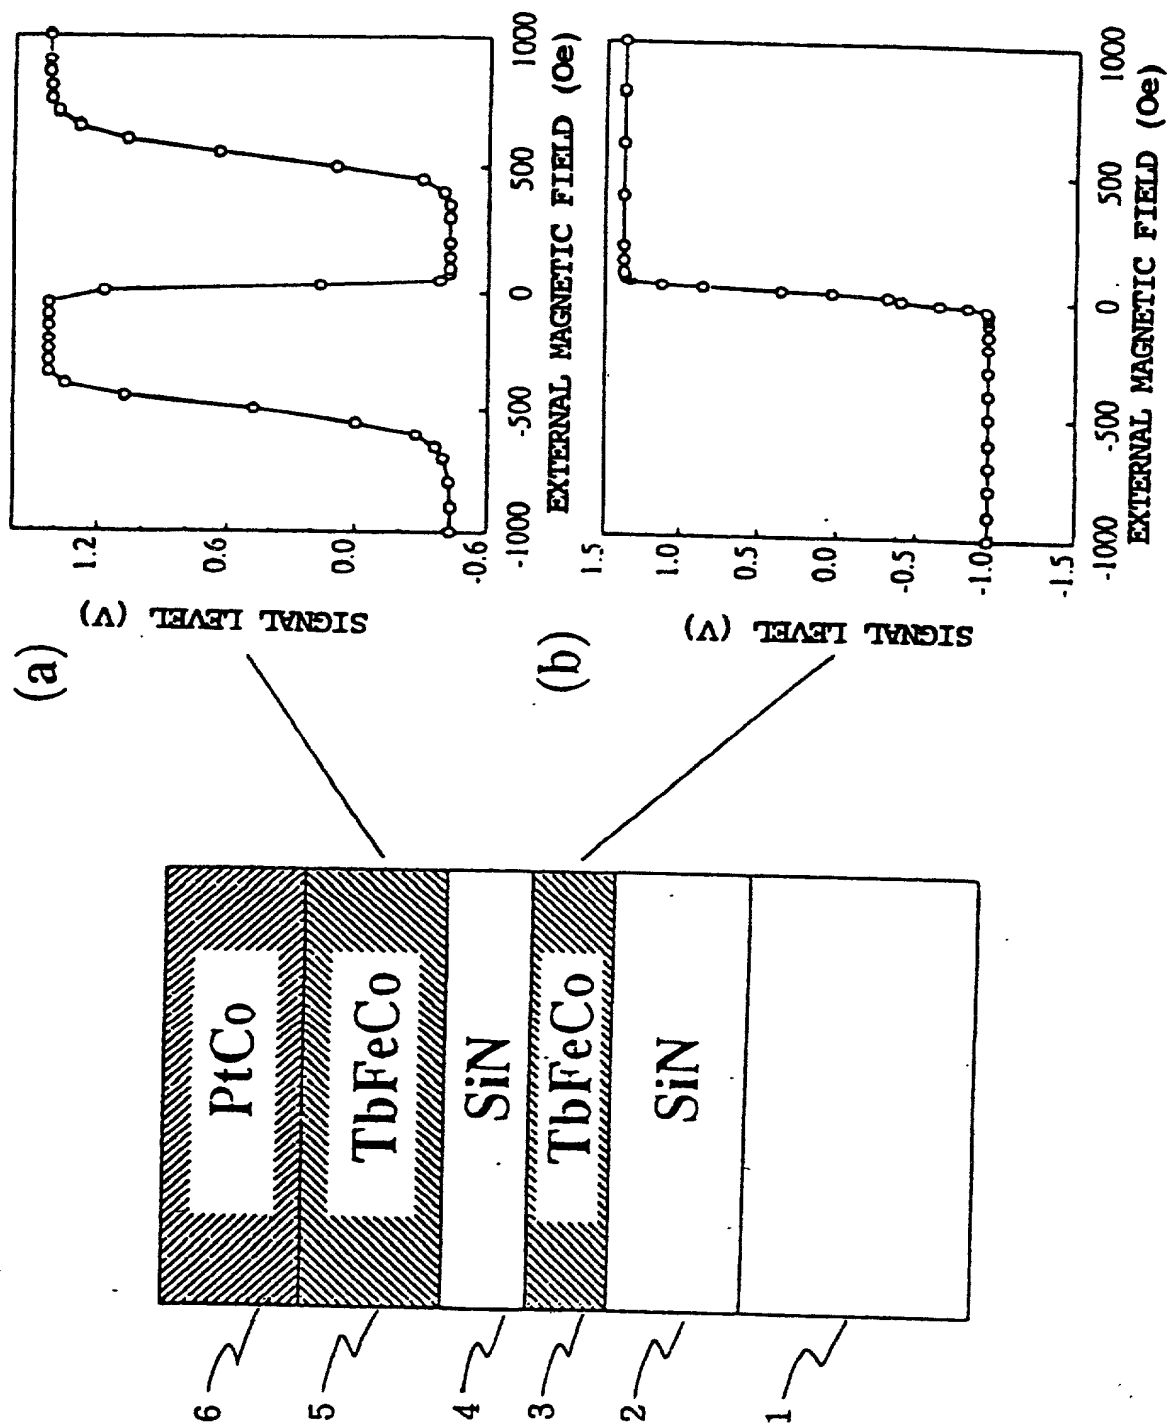 (a)
SIGNAL LEVEL (V)
1.2
0.6
0.0
-0.6
-1000
-500
0
500
1000
EXTERNAL MAGNETIC FIELD (Oe)
(b)
SIGNAL LEVEL (V)
1.5
1.0
0.5
0.0
-0.5
-1.0
-1.5
-1000
-500
0
500
1000
EXTERNAL MAGNETIC FIELD (Oe)
6
PtCo
5
TbFeCo
4
SiN
3
TbFeCo
2
SiN
1